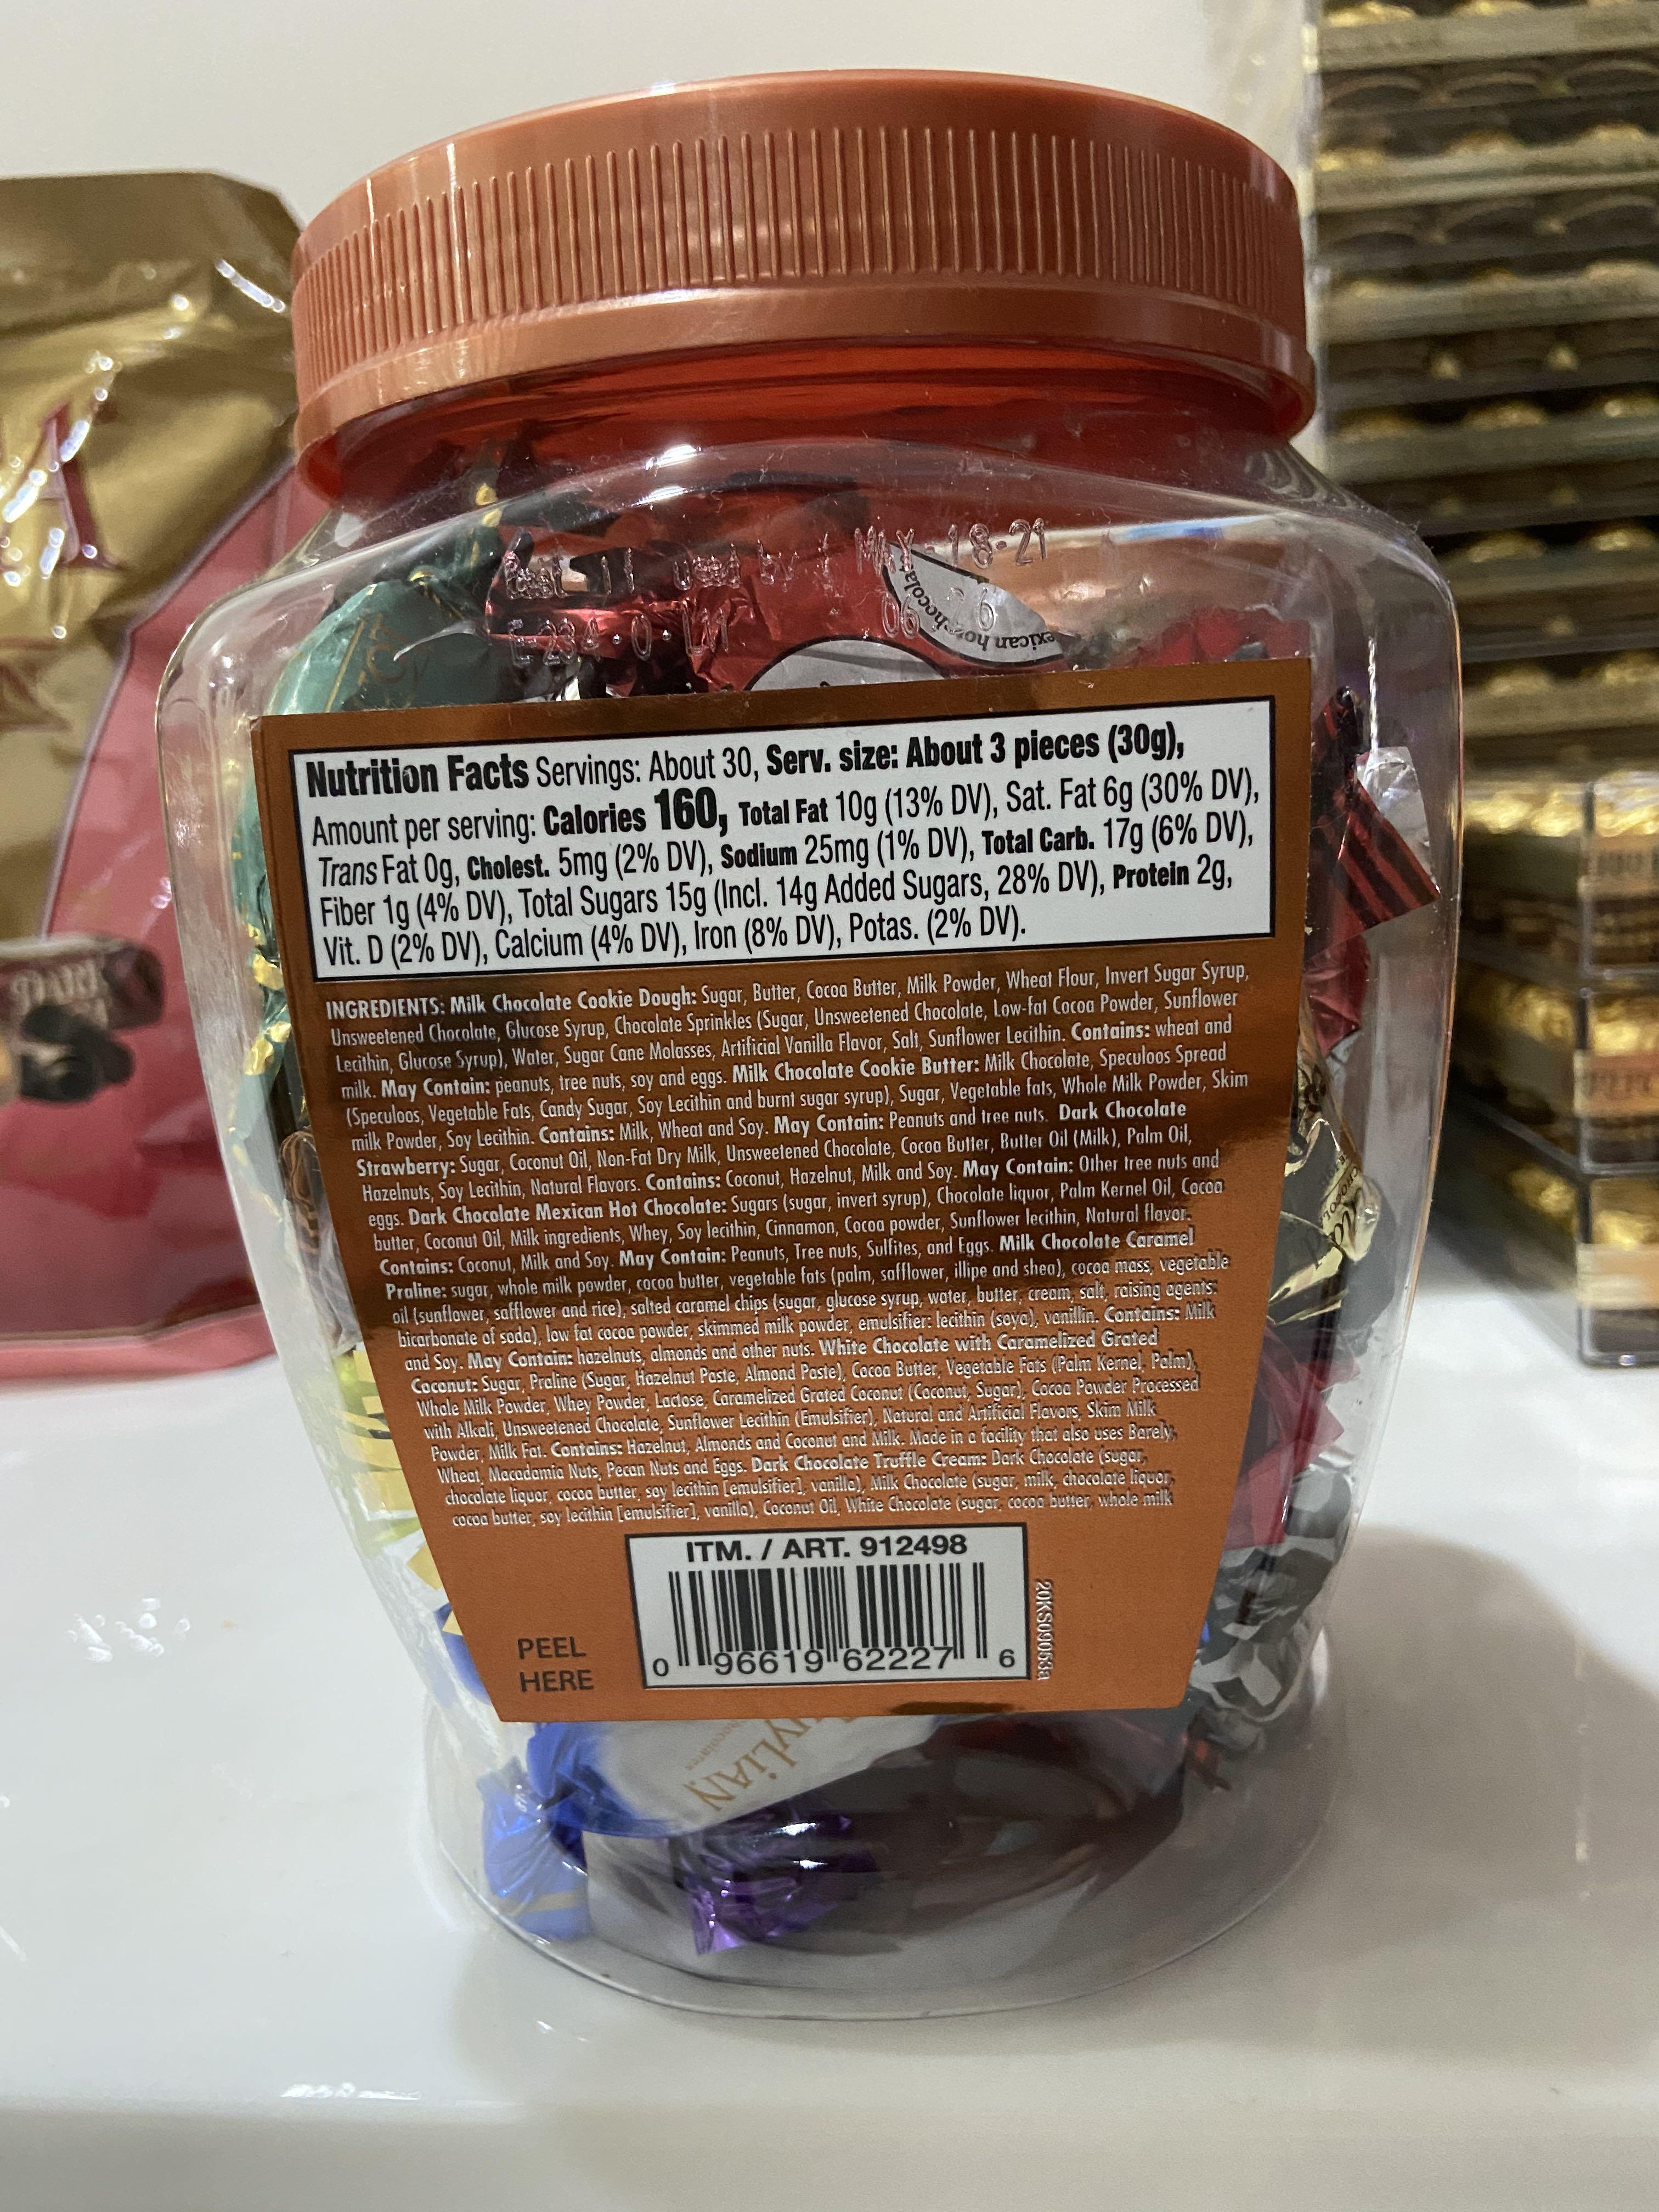 Best if used by: MAY-18-21
Mexican hot chocolate
Nutrition Facts Servings: About 30, Serv. size: About 3 pieces (30g),
Amount per serving: Calories 160, Total Fat 10g (13% DV), Sat. Fat 6g (30% DV),
Trans Fat 0g, Cholest. 5mg (2% DV), Sodium 25mg (1% DV), Total Carb. 17g (6% DV),
Fiber 1g (4% DV), Total Sugars 15g (Incl. 14g Added Sugars, 28% DV), Protein 2g,
Vit. D (2% DV), Calcium (4% DV), Iron (8% DV), Potas. (2% DV).
INGREDIENTS: Milk Chocolate Cookie Dough: Sugar, Butter, Cocoa Butter, Milk Powder, Wheat Flour, Invert Sugar Syrup,
Unsweetened Chocolate, Glucose Syrup, Chocolate Sprinkles (Sugar, Unsweetened Chocolate, Low-fat Cocoa Powder, Sunflower
Lecithin, Glucose Syrup), Water, Sugar Cane Molasses, Artificial Vanilla Flavor, Salt, Sunflower Lecithin. Contains: wheat and
milk. May Contain: peanuts, tree nuts, soy and eggs. Milk Chocolate Cookie Butter: Milk Chocolate, Speculoos Spread
(Speculoos, Vegetable Fats, Candy Sugar, Soy Lecithin and burnt sugar syrup), Sugar, Vegetable fats, Whole Milk Powder, Skim
milk Powder, Soy Lecithin. Contains: Milk, Wheat and Soy. May Contain: Peanuts and tree nuts. Dark Chocolate
Strawberry: Sugar, Coconut Oil, Non-Fat Dry Milk, Unsweetened Chocolate, Cocoa Butter, Butter Oil (Milk), Palm Oil,
Hazelnuts, Soy Lecithin, Natural Flavors. Contains: Coconut, Hazelnut, Milk and Soy. May Contain: Other tree nuts and
eggs. Dark Chocolate Mexican Hot Chocolate: Sugars (sugar, invert syrup), Chocolate liquor, Palm Kernel Oil, Cocoa
butter, Coconut Oil, Milk ingredients, Whey, Soy lecithin, Cinnamon, Cocoa powder, Sunflower lecithin, Natural flavor.
Contains: Coconut, Milk and Soy. May Contain: Peanuts, Tree nuts, Sulfites, and Eggs. Milk Chocolate Caramel
Praline: sugar, whole milk powder, cocoa butter, vegetable fats (palm, safflower, illipe and shea), cocoa mass, vegetable
oil (sunflower, safflower and rice), salted caramel chips (sugar, glucose syrup, water, butter, cream, salt, raising agents:
bicarbonate of soda), low fat cocoa powder, skimmed milk powder, emulsifier: lecithin (soya), vanillin. Contains: Milk
and Soy. May Contain: hazelnuts, almonds and other nuts. White Chocolate with Caramelized Grated
Coconut: Sugar, Praline (Sugar, Hazelnut Paste, Almond Paste), Cocoa Butter, Vegetable Fats (Palm Kernel, Palm),
Whole Milk Powder, Whey Powder, Lactose, Caramelized Grated Coconut (Coconut, Sugar), Cocoa Powder Processed
with Alkali, Unsweetened Chocolate, Sunflower Lecithin (Emulsifier), Natural and Artificial Flavors, Skim Milk
Powder, Milk Fat. Contains: Hazelnut, Almonds and Coconut and Milk. Made in a facility that also uses Barely,
Wheat, Macadamia Nuts, Pecan Nuts and Eggs. Dark Chocolate Truffle Cream: Dark Chocolate (sugar,
chocolate liquor, cocoa butter, soy lecithin [emulsifier], vanilla), Milk Chocolate (sugar, milk, chocolate liquor,
cocoa butter, soy lecithin [emulsifier], vanilla), Coconut Oil, White Chocolate (sugar, cocoa butter, whole milk
ITM. / ART. 912498
0 96619 62227 6
20KS09053a
PEEL
HERE
uyLiAN
DARK